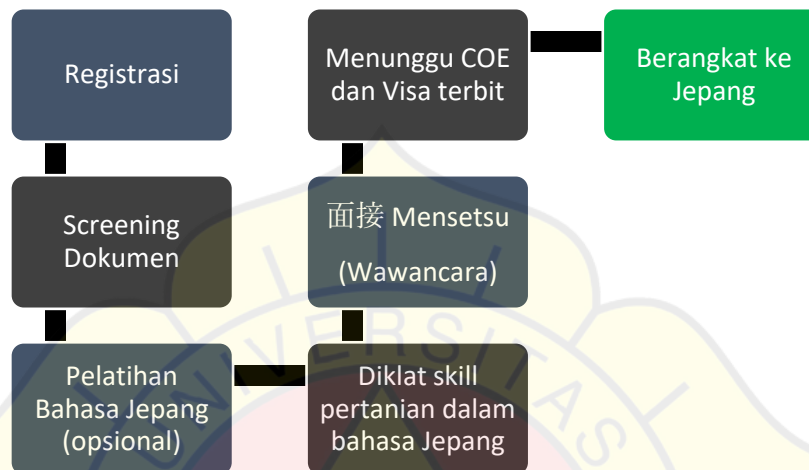 Registrasi
Screening
Dokumen
Pelatihan
Bahasa Jepang
(opsional)
Diklat skill
pertanian dalam
bahasa Jepang
面接 Mensetsu
(Wawancara)
Menunggu COE
dan Visa terbit
Berangkat ke
Jepang
UNIVERSITAS